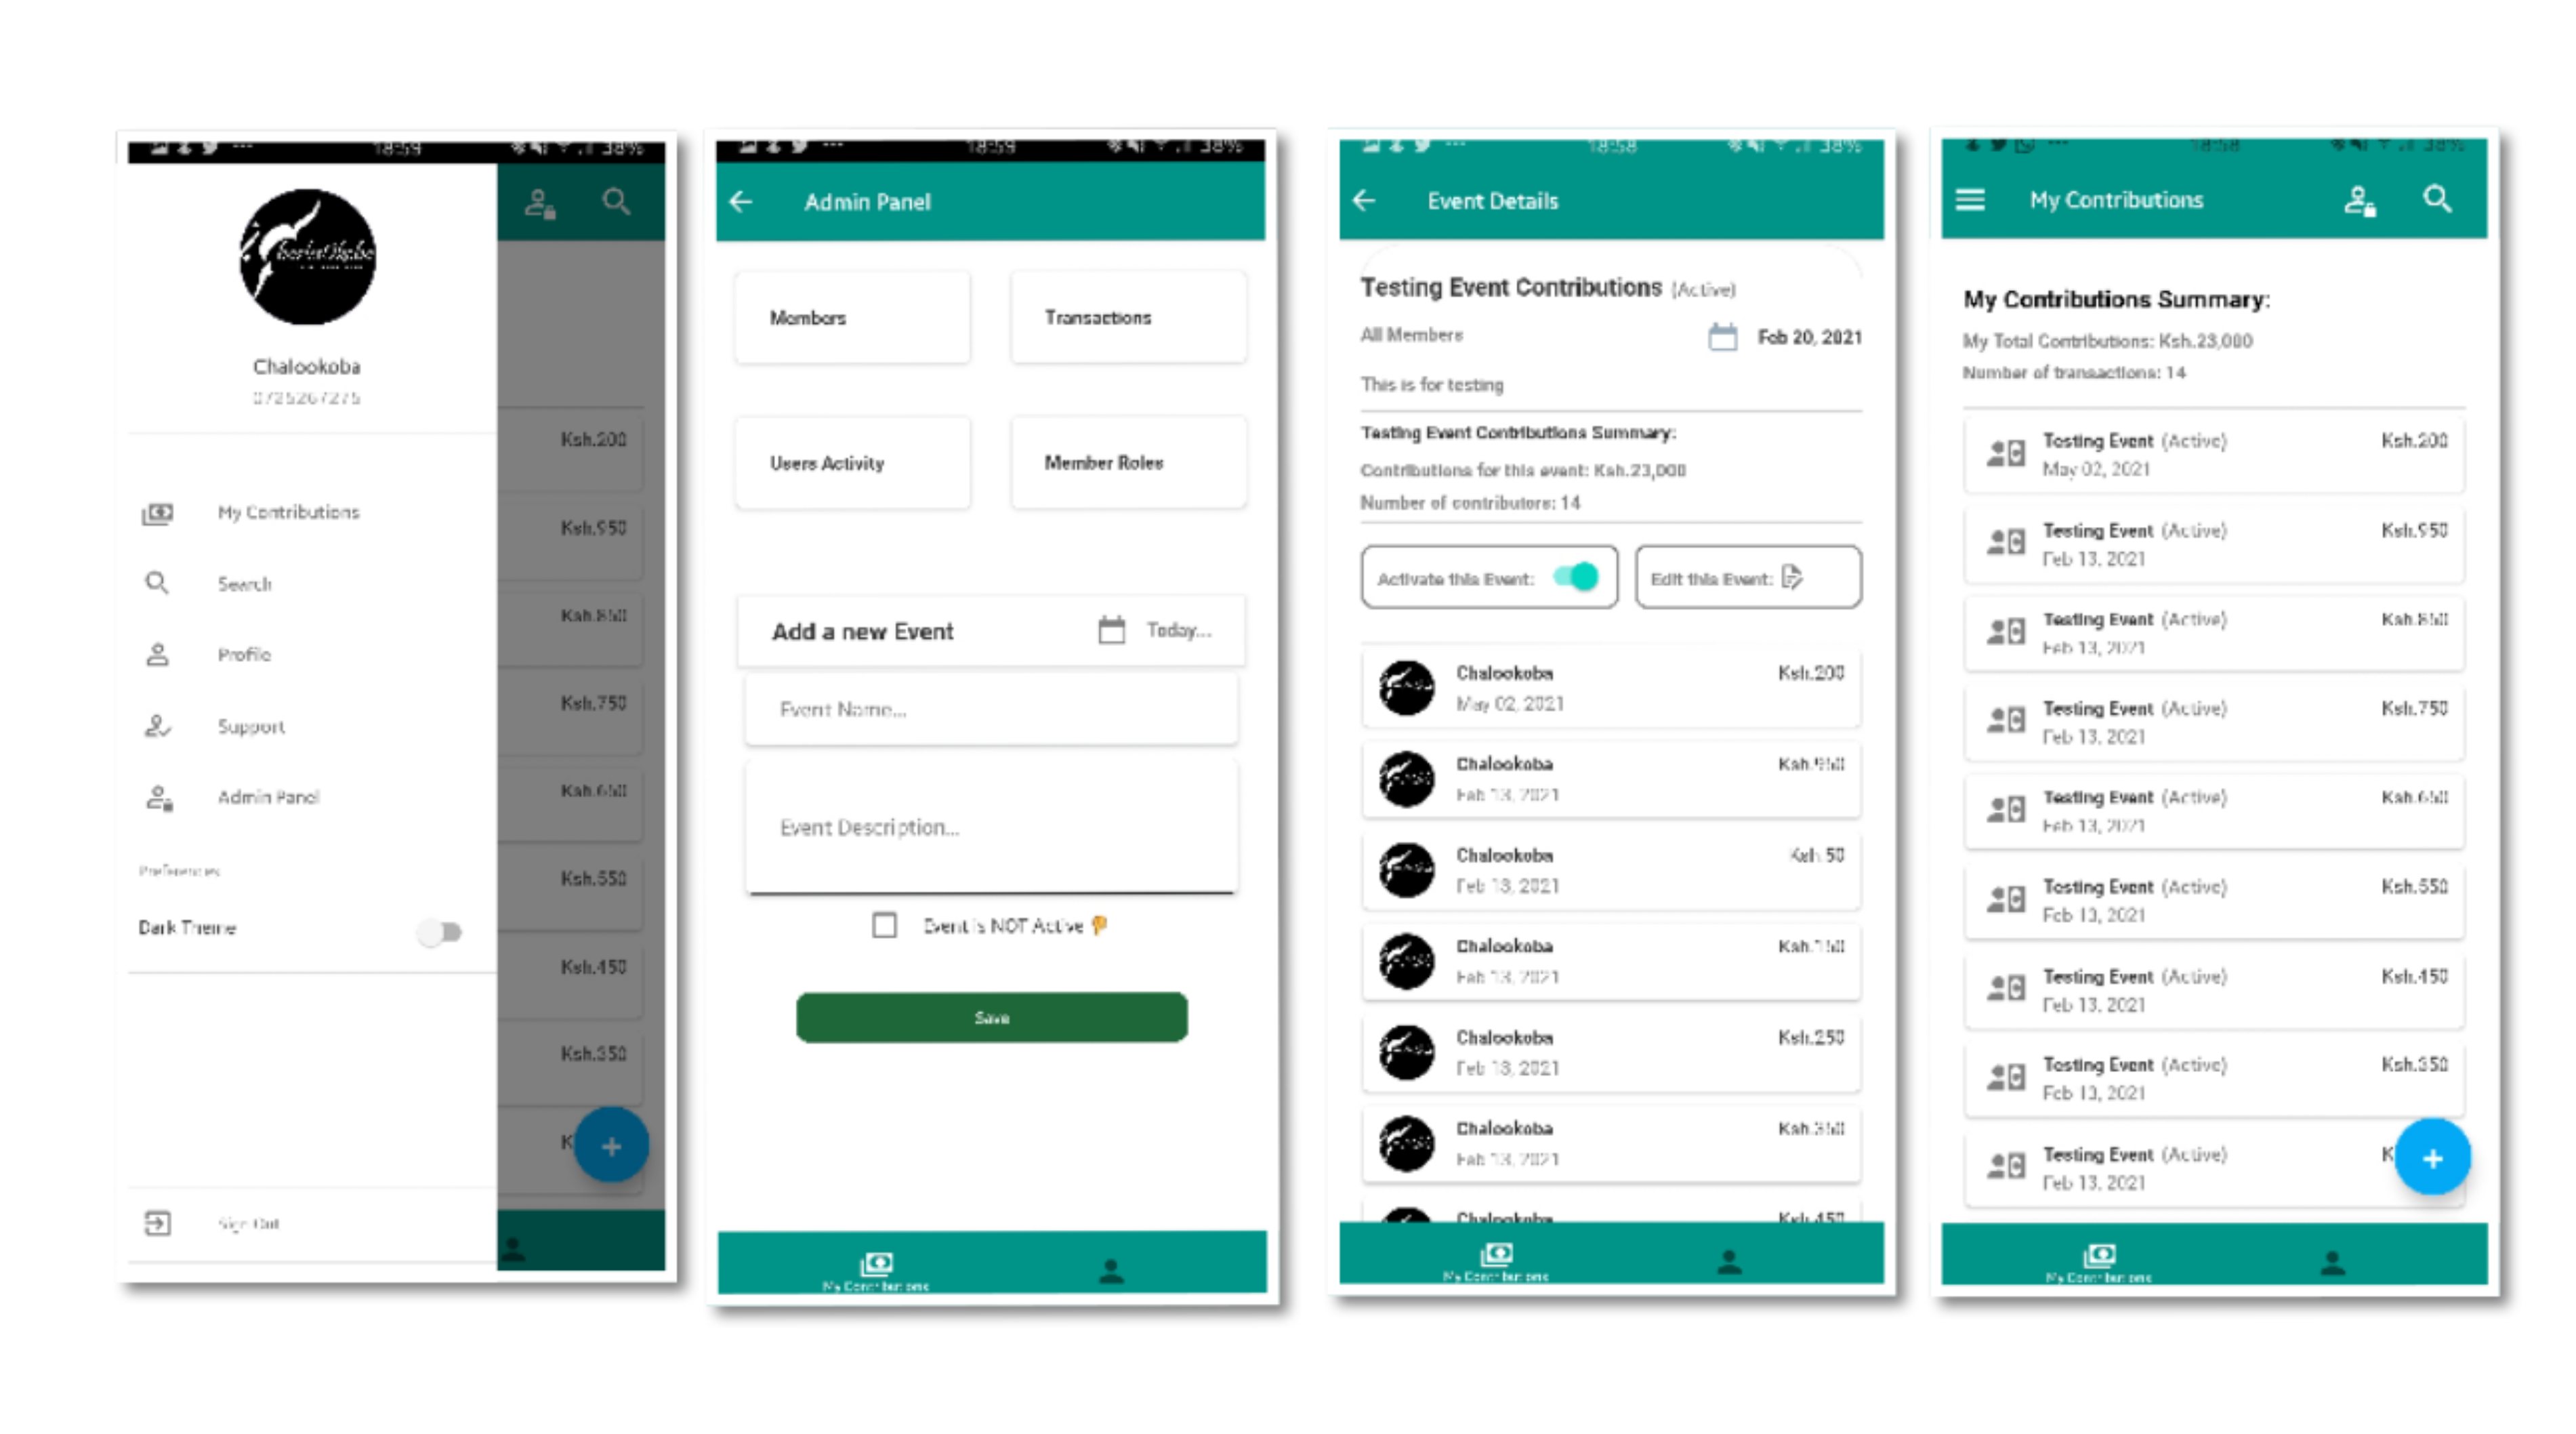 18:59
38%
Chalookoba
0725267275
My Contributions
Search
Profile
Support
Admin Panel
Preferences
Dark Theme
Sign Out
Ksh.200
Ksh.950
Ksh.850
Ksh.750
Ksh.650
Ksh.550
Ksh.450
Ksh.350
K
18:59
38%
Admin Panel
Members
Transactions
Users Activity
Member Roles
Add a new Event
Today...
Event Name...
Event Description...
Event is NOT Active
Save
My Contributions
18:58
38%
Event Details
Testing Event Contributions (Active)
All Members
Feb 20, 2021
This is for testing
Testing Event Contributions Summary:
Contributions for this event: Ksh.23,000
Number of contributors: 14
Activate this Event:
Edit this Event:
Chalookoba Ksh.200
May 02, 2021
Chalookoba Ksh.950
Feb 13, 2021
Chalookoba Ksh.50
Feb 13, 2021
Chalookoba Ksh.150
Feb 13, 2021
Chalookoba Ksh.250
Feb 13, 2021
Chalookoba Ksh.350
Feb 13, 2021
Chalookoba Ksh.450
My Contributions
18:58
38%
My Contributions
My Contributions Summary:
My Total Contributions: Ksh.23,000
Number of transactions: 14
Testing Event (Active) Ksh.200
May 02, 2021
Testing Event (Active) Ksh.950
Feb 13, 2021
Testing Event (Active) Ksh.850
Feb 13, 2021
Testing Event (Active) Ksh.750
Feb 13, 2021
Testing Event (Active) Ksh.650
Feb 13, 2021
Testing Event (Active) Ksh.550
Feb 13, 2021
Testing Event (Active) Ksh.450
Feb 13, 2021
Testing Event (Active) Ksh.350
Feb 13, 2021
Testing Event (Active) K
Feb 13, 2021
My Contributions